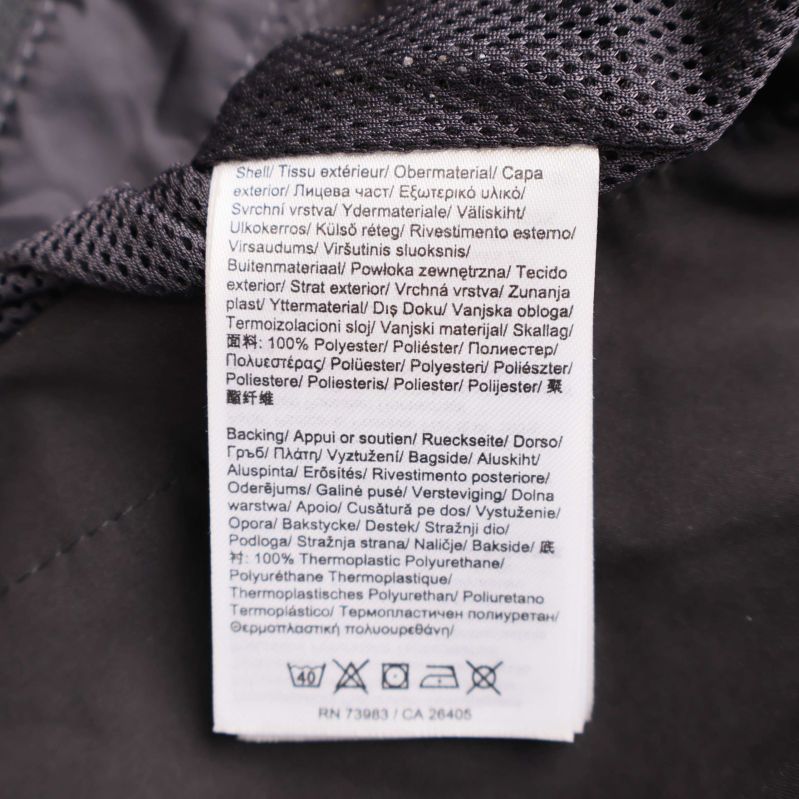 Shell/ Tissu extérieur/ Obermaterial/ Capa
exterior/ Лицева част/ Εξωτερικό υλικό/
Svrchní vrstva/ Ydermateriale/ Väliskiht/
Ulkokerros/ Külső réteg/ Rivestimento esterno/
Virsaudums/ Viršutinis sluoksnis/
Buitenmateriaal/ Powłoka zewnętrzna/ Tecido
exterior/ Strat exterior/ Vrchná vrstva/ Zunanja
plast/ Yttermaterial/ Dış Doku/ Vanjska obloga/
Termoizolacioni sloj/ Vanjski materijal/ Skallag/
面料: 100% Polyester/ Poliéster/ Полиестер/
Πολυεστέρας/ Polüester/ Polyesteri/ Poliészter/
Poliestere/ Poliesteris/ Poliester/ Polijester/ 聚
酯纤维
Backing/ Appui or soutien/ Rueckseite/ Dorso/
Гръб/ Πλάτη/ Vyztužení/ Bagside/ Aluskiht/
Aluspinta/ Erősítés/ Rivestimento posteriore/
Oderējums/ Galinė pusė/ Versteviging/ Dolna
warstwa/ Apoio/ Cusătură pe dos/ Vystuženie/
Opora/ Bakstycke/ Destek/ Stražnji dio/
Podloga/ Stražnja strana/ Naličje/ Bakside/ 底
衬: 100% Thermoplastic Polyurethane/
Polyuréthane Thermoplastique/
Thermoplastisches Polyurethan/ Poliuretano
Termoplástico/ Термопластичен полиуретан/
Θερμοπλαστική πολυουρεθάνη/
40
RN 73983 / CA 26405